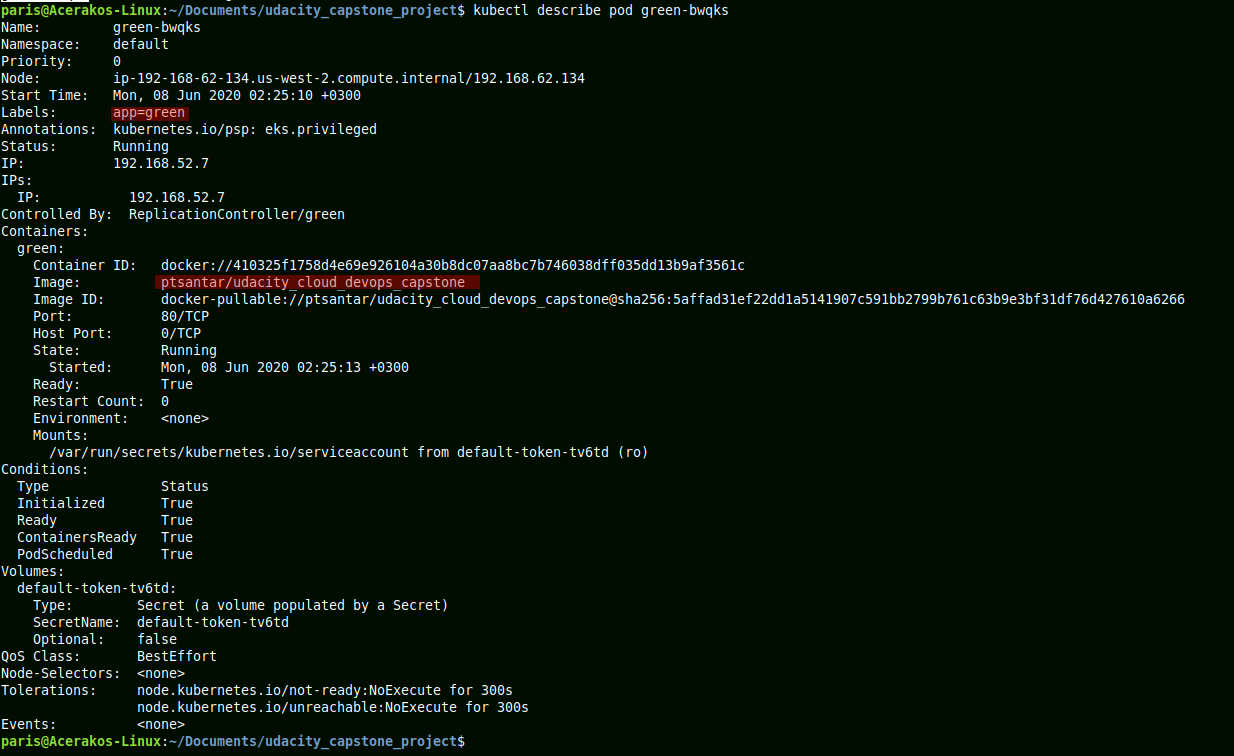 paris@Acerakos-Linux:~/Documents/udacity_capstone_project$ kubectl describe pod green-bwqks
Name:         green-bwqks
Namespace:    default
Priority:     0
Node:         ip-192-168-62-134.us-west-2.compute.internal/192.168.62.134
Start Time:   Mon, 08 Jun 2020 02:25:10 +0300
Labels:       app=green
Annotations:  kubernetes.io/psp: eks.privileged
Status:       Running
IP:           192.168.52.7
IPs:
  IP:           192.168.52.7
Controlled By:  ReplicationController/green
Containers:
  green:
    Container ID:   docker://410325f1758d4e69e926104a30b8dc07aa8bc7b746038dff035dd13b9af3561c
    Image:          ptsantar/udacity_cloud_devops_capstone
    Image ID:       docker-pullable://ptsantar/udacity_cloud_devops_capstone@sha256:5affad31ef22dd1a5141907c591bb2799b761c63b9e3bf31df76d427610a6266
    Port:           80/TCP
    Host Port:      0/TCP
    State:          Running
      Started:      Mon, 08 Jun 2020 02:25:13 +0300
    Ready:          True
    Restart Count:  0
    Environment:    <none>
    Mounts:
      /var/run/secrets/kubernetes.io/serviceaccount from default-token-tv6td (ro)
Conditions:
  Type              Status
  Initialized       True
  Ready             True
  ContainersReady   True
  PodScheduled      True
Volumes:
  default-token-tv6td:
    Type:        Secret (a volume populated by a Secret)
    SecretName:  default-token-tv6td
    Optional:    false
QoS Class:       BestEffort
Node-Selectors:  <none>
Tolerations:     node.kubernetes.io/not-ready:NoExecute for 300s
                 node.kubernetes.io/unreachable:NoExecute for 300s
Events:          <none>
paris@Acerakos-Linux:~/Documents/udacity_capstone_project$